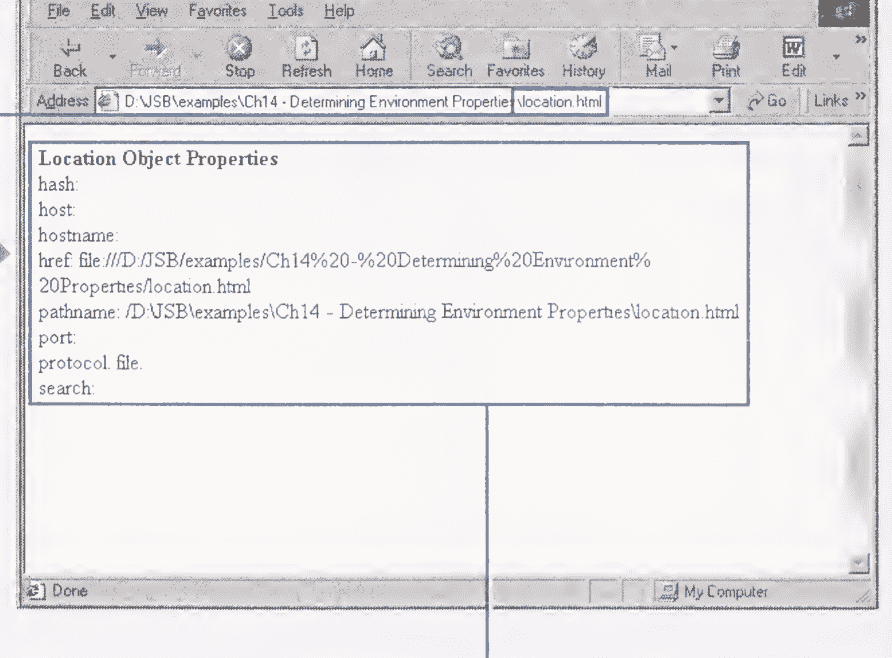 File Edit View Favorites Tools Help
Back Forward Stop Refresh Home Search Favorites History Mail Print Edit »
Address D:\JSB\examples\Ch14 - Determining Environment Properties\location.html Go Links »
Location Object Properties
hash:
host:
hostname:
href: file:///D:/JSB/examples/Ch14%20-%20Determining%20Environment%
20Properties/location.html
pathname: /D:\JSB\examples\Ch14 - Determining Environment Properties\location.html
port:
protocol: file:
search:
Done My Computer